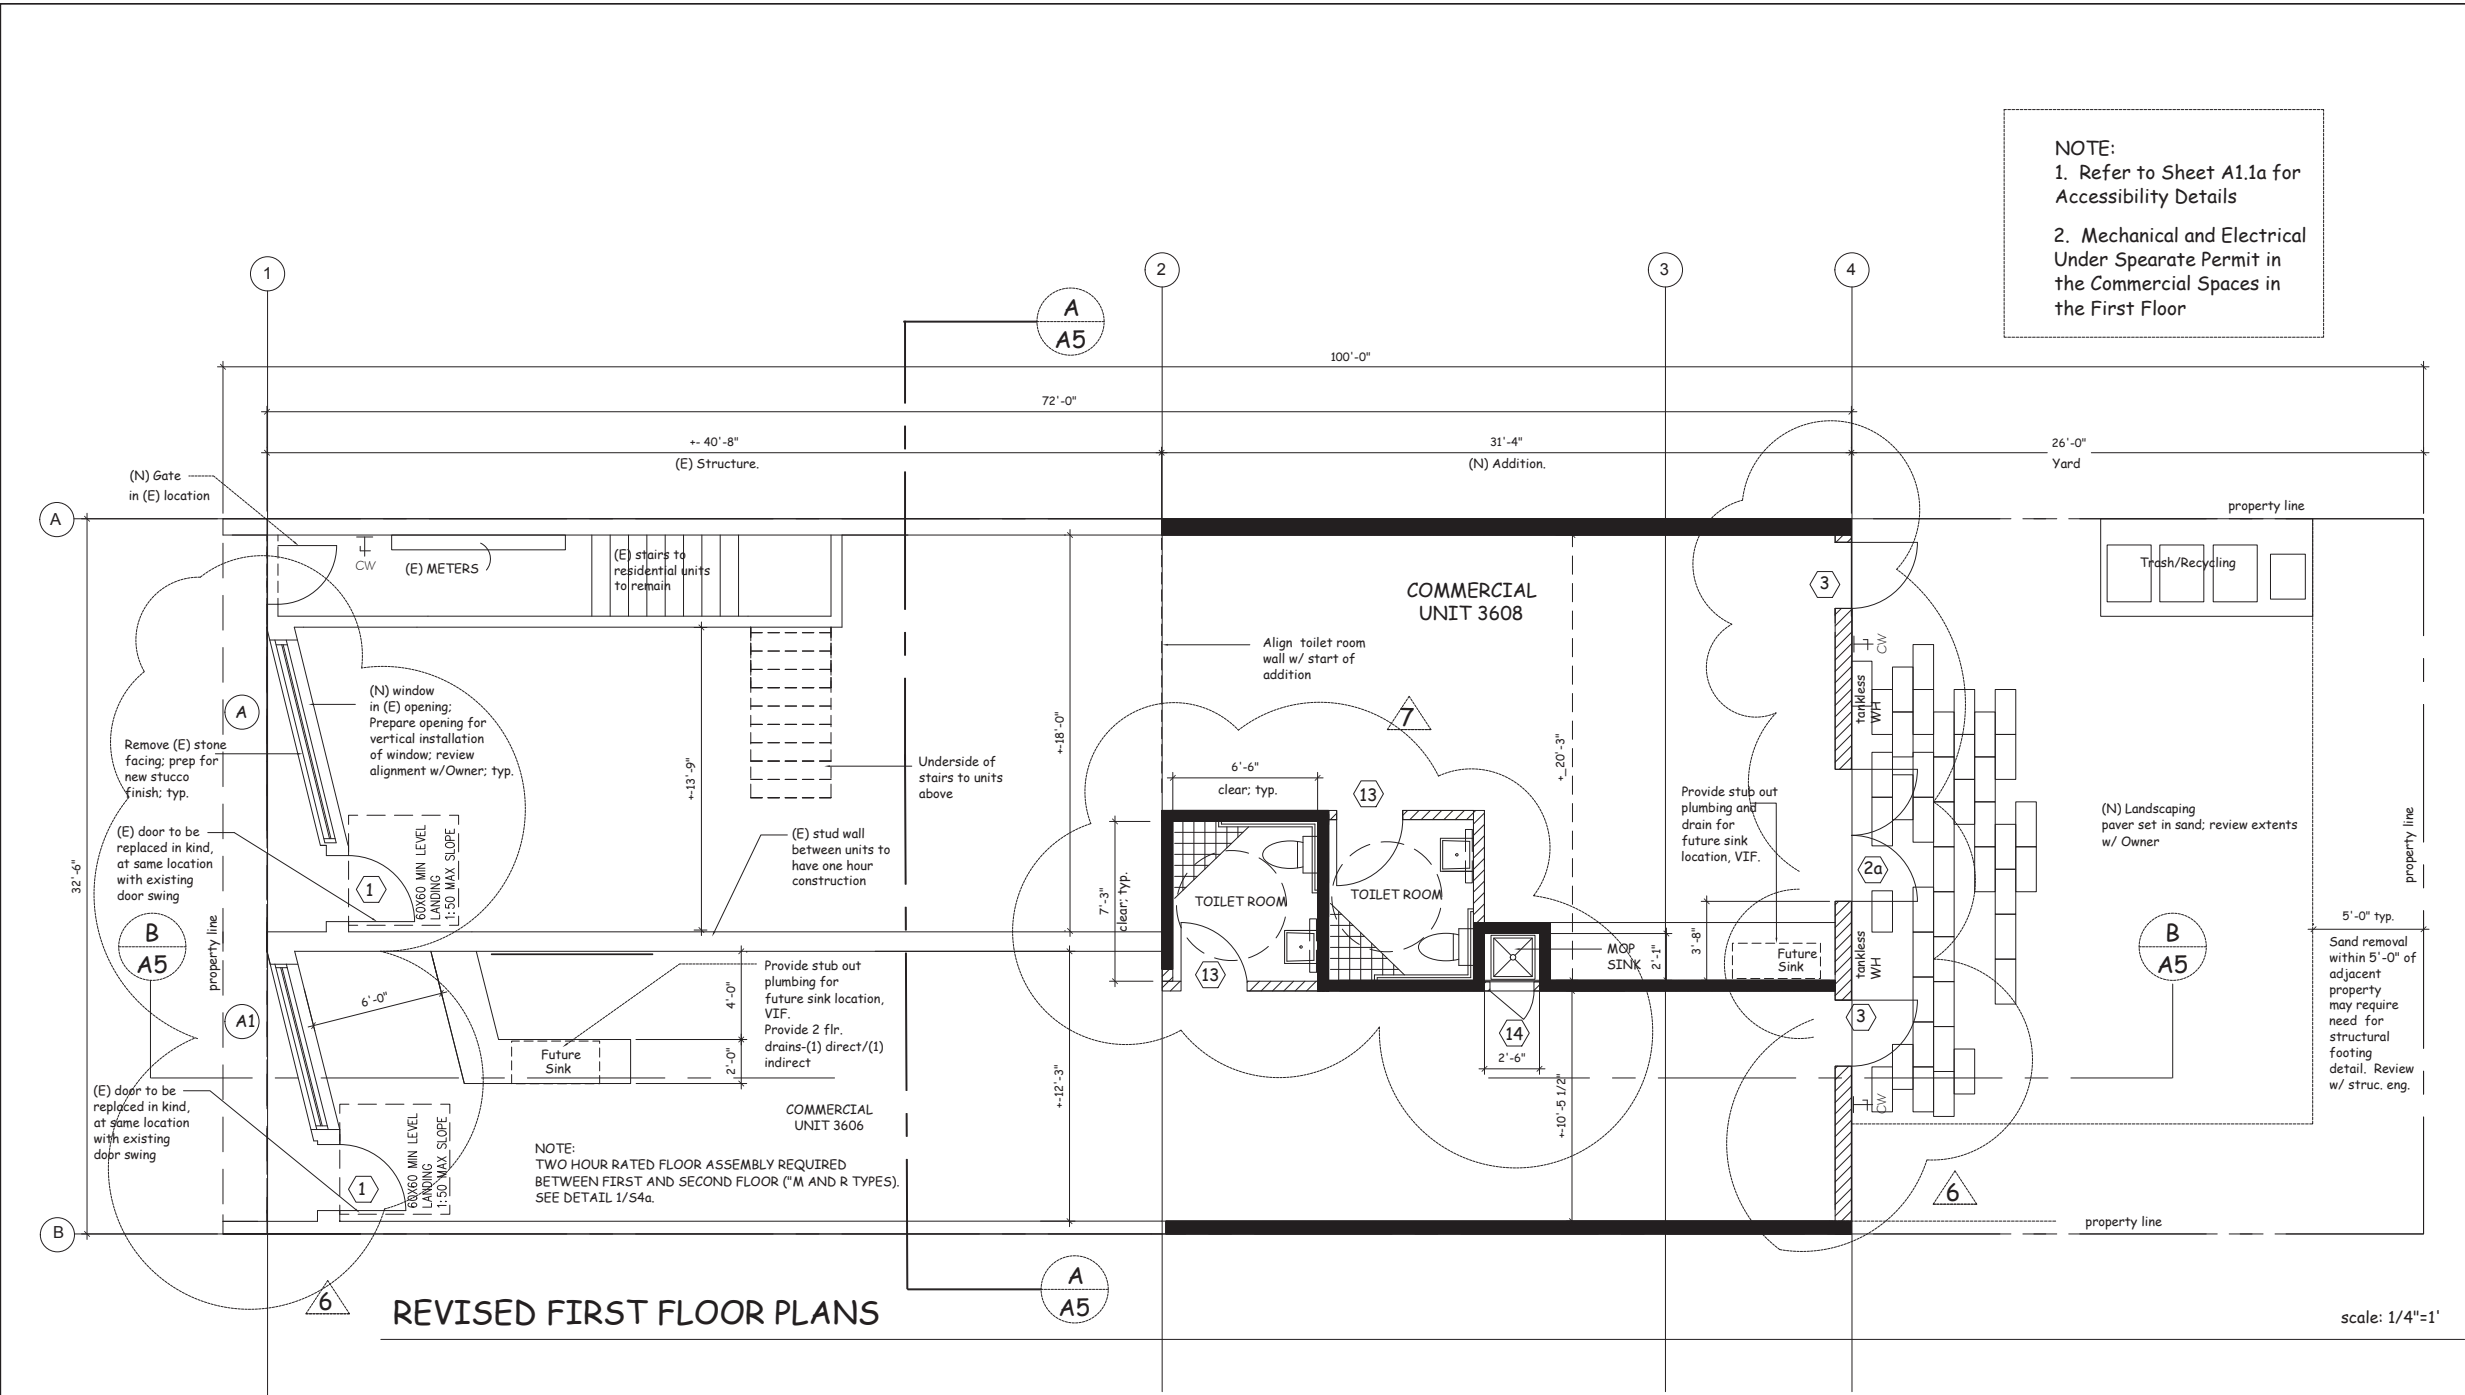 NOTE:
1. Refer to Sheet A1.1a for
Accessibility Details
2. Mechanical and Electrical
Under Spearate Permit in
the Commercial Spaces in
the First Floor
1
2
3
4
A
A5
100'-0"
72'-0"
+- 40'-8"
(E) Structure.
31'-4"
(N) Addition.
26'-0"
Yard
(N) Gate
in (E) location
A
property line
CW
(E) METERS
(E) stairs to
residential units
to remain
COMMERCIAL
UNIT 3608
3
Trash/Recycling
CW
Align toilet room
wall w/ start of
addition
(N) window
in (E) opening;
Prepare opening for
vertical installation
of window; review
alignment w/Owner; typ.
A
Remove (E) stone
facing; prep for
new stucco
finish; typ.
tankless
WH
7
+-18'-0"
+-13'-9"
+_20'-3"
Underside of
stairs to units
above
6'-6"
clear; typ.
13
Provide stub out
plumbing and
drain for
future sink
location, VIF.
(N) Landscaping
paver set in sand; review extents
w/ Owner
property line
(E) door to be
replaced in kind,
at same location
with existing
door swing
1
60X60 MIN LEVEL
LANDING
1:50 MAX SLOPE
(E) stud wall
between units to
have one hour
construction
32'-6"
7'-3"
clear; typ.
TOILET ROOM
TOILET ROOM
2a
B
A5
property line
5'-0" typ.
Sand removal
within 5'-0" of
adjacent
property
may require
need for
structural
footing
detail. Review
w/ struc. eng.
B
A5
MOP
SINK
2'-1"
3'-8"
Future
Sink
tankless
WH
13
6'-0"
4'-0"
2'-0"
Provide stub out
plumbing for
future sink location,
VIF.
Provide 2 flr.
drains-(1) direct/(1)
indirect
A1
3
14
2'-6"
Future
Sink
+-12'-3"
+-10'-5 1/2"
CW
(E) door to be
replaced in kind,
at same location
with existing
door swing
COMMERCIAL
UNIT 3606
1
60X60 MIN LEVEL
LANDING
1:50 MAX SLOPE
NOTE:
TWO HOUR RATED FLOOR ASSEMBLY REQUIRED
BETWEEN FIRST AND SECOND FLOOR ("M AND R TYPES).
SEE DETAIL 1/S4a.
6
property line
B
A
A5
6
REVISED FIRST FLOOR PLANS
scale: 1/4"=1'